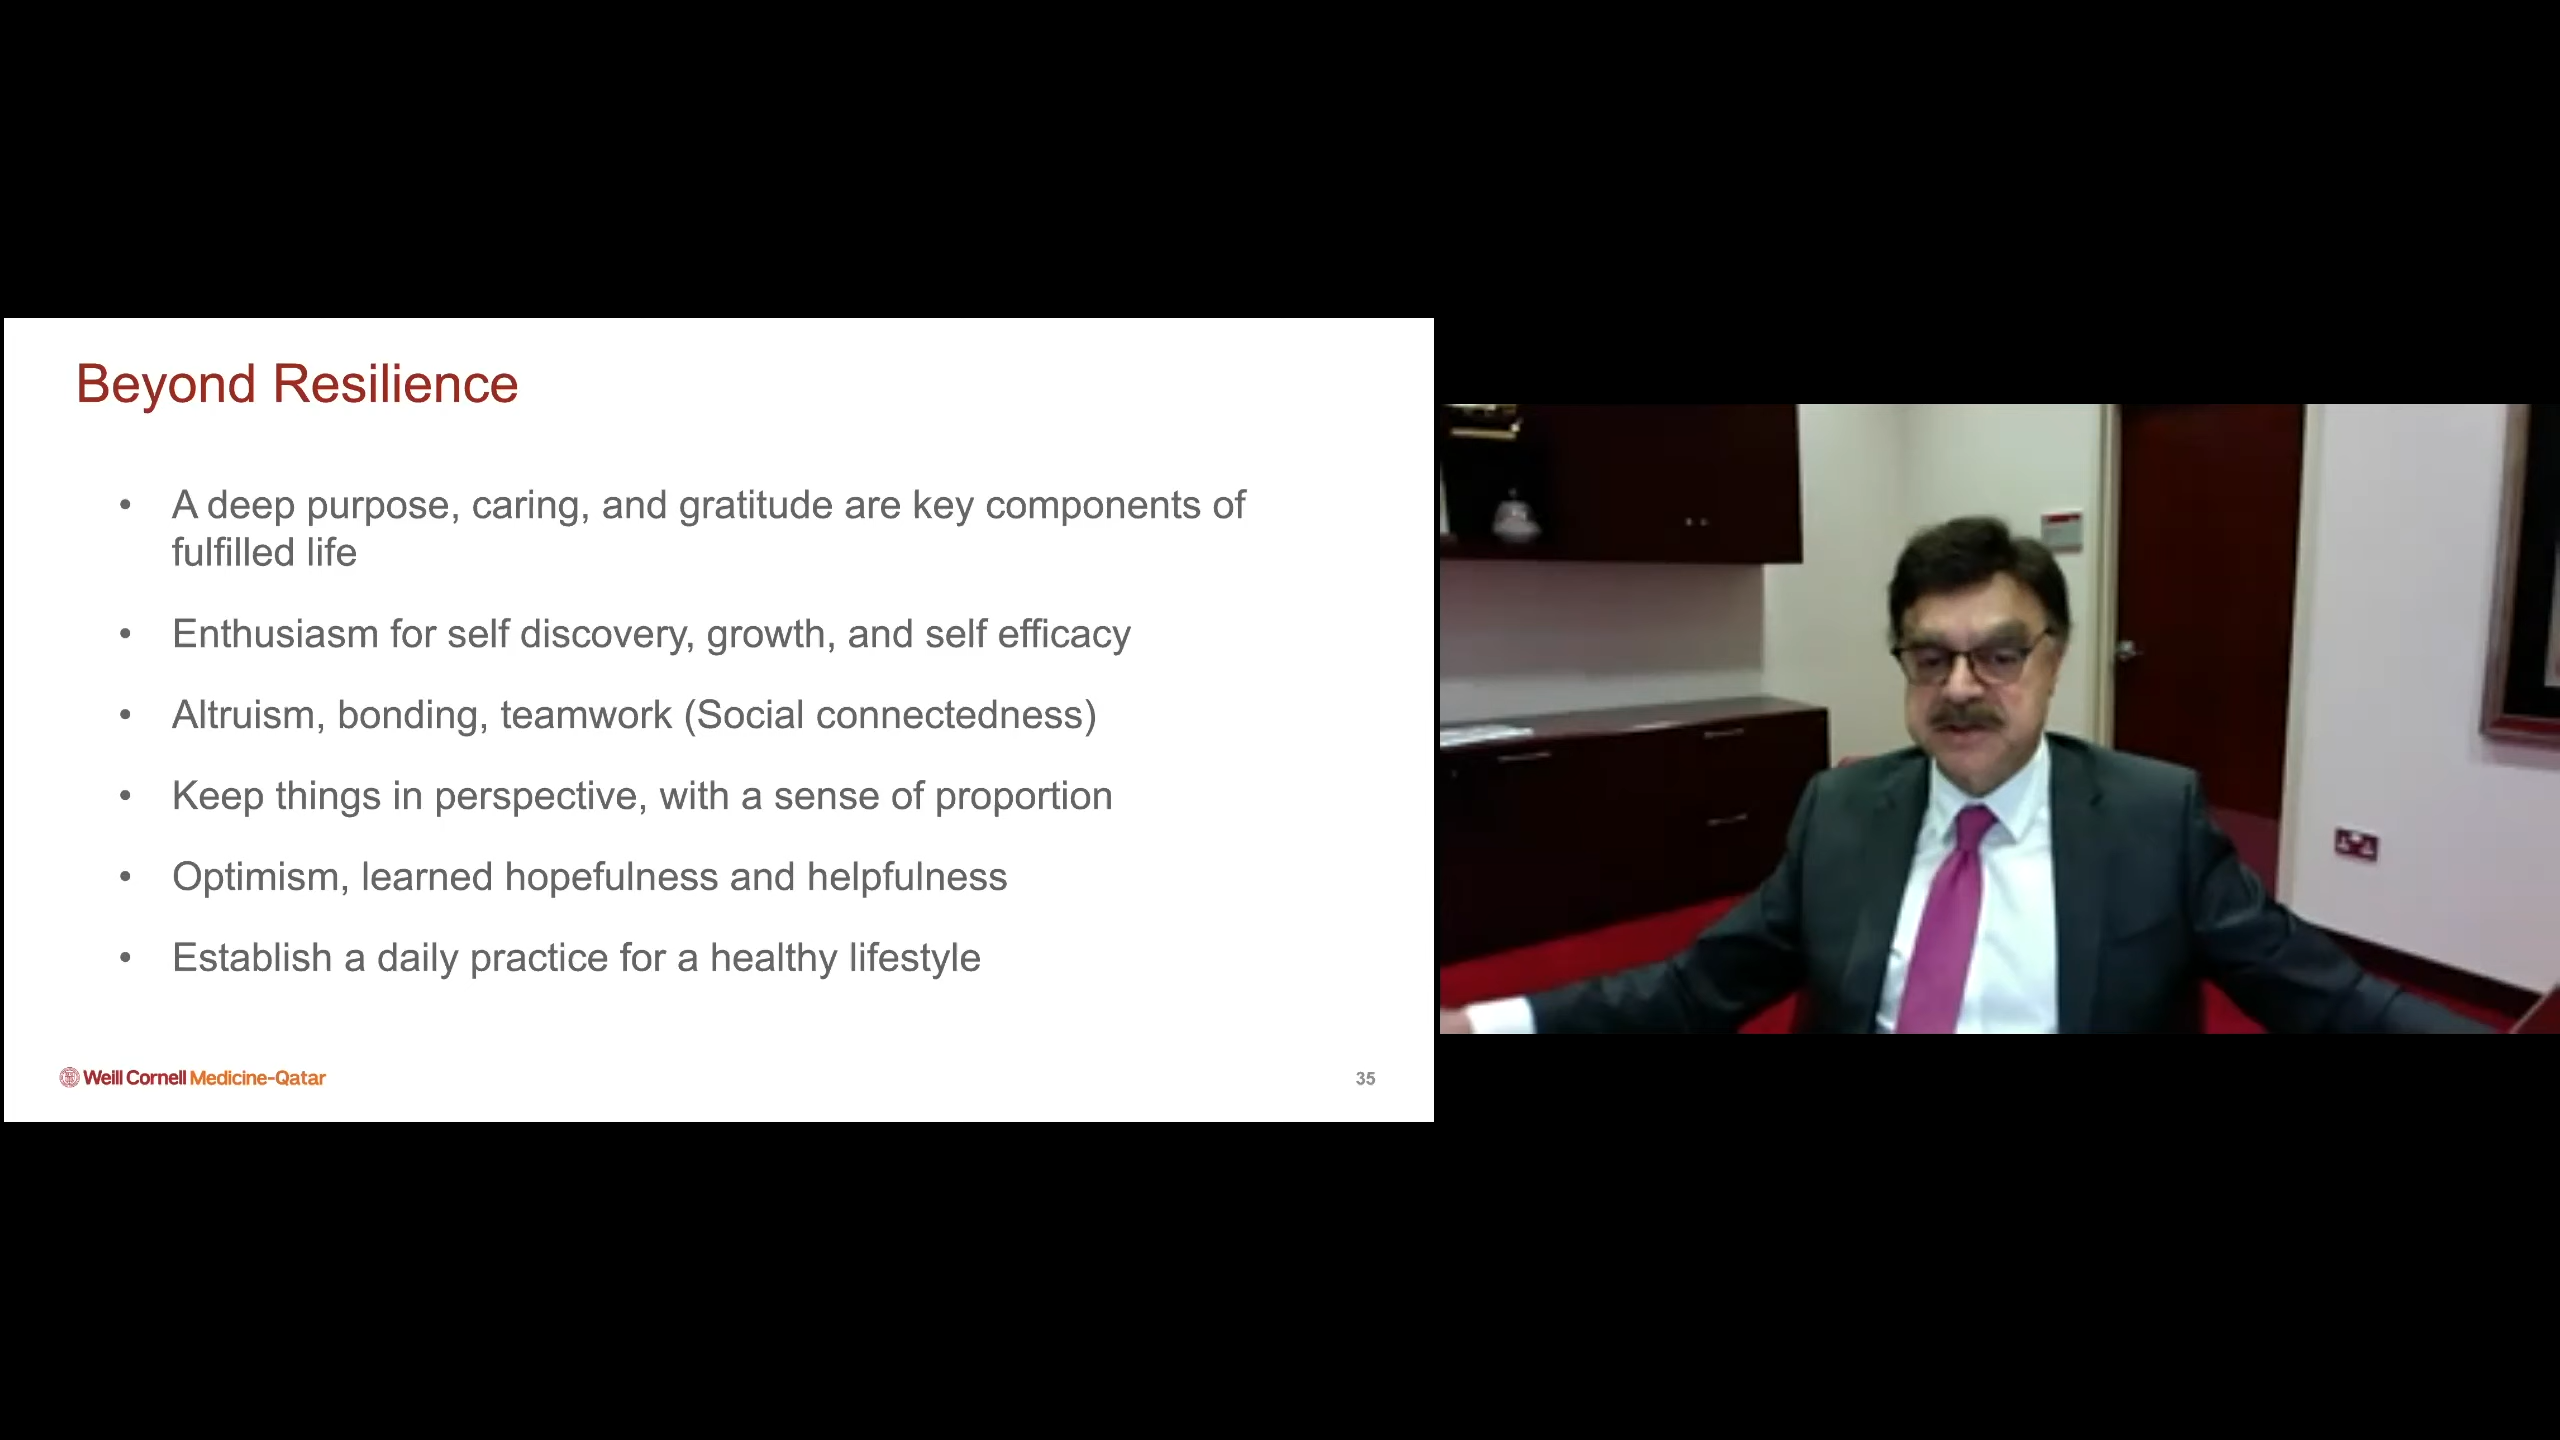 Beyond Resilience
• A deep purpose, caring, and gratitude are key components of
fulfilled life
• Enthusiasm for self discovery, growth, and self efficacy
• Altruism, bonding, teamwork (Social connectedness)
• Keep things in perspective, with a sense of proportion
• Optimism, learned hopefulness and helpfulness
• Establish a daily practice for a healthy lifestyle
Weill Cornell Medicine-Qatar
35